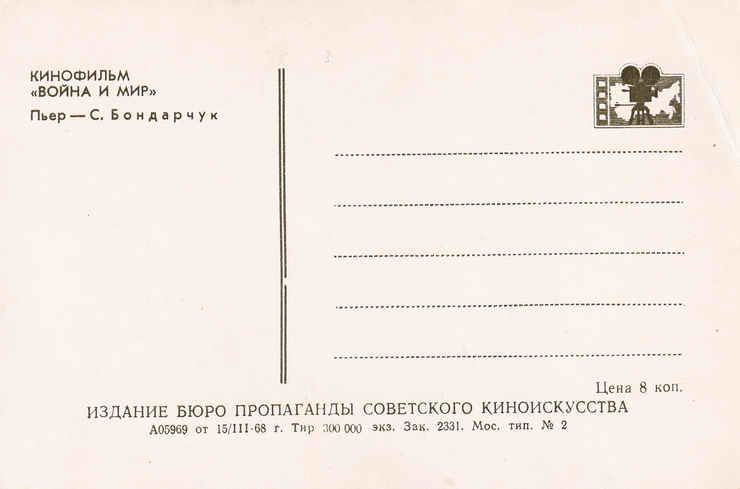 КИНОФИЛЬМ
«ВОЙНА И МИР»
Пьер — С. Бондарчук
Цена 8 коп.
ИЗДАНИЕ БЮРО ПРОПАГАНДЫ СОВЕТСКОГО КИНОИСКУССТВА
А05969 от 15/III-68 г. Тир 300 000 экз. Зак. 2331. Мос. тип. № 2